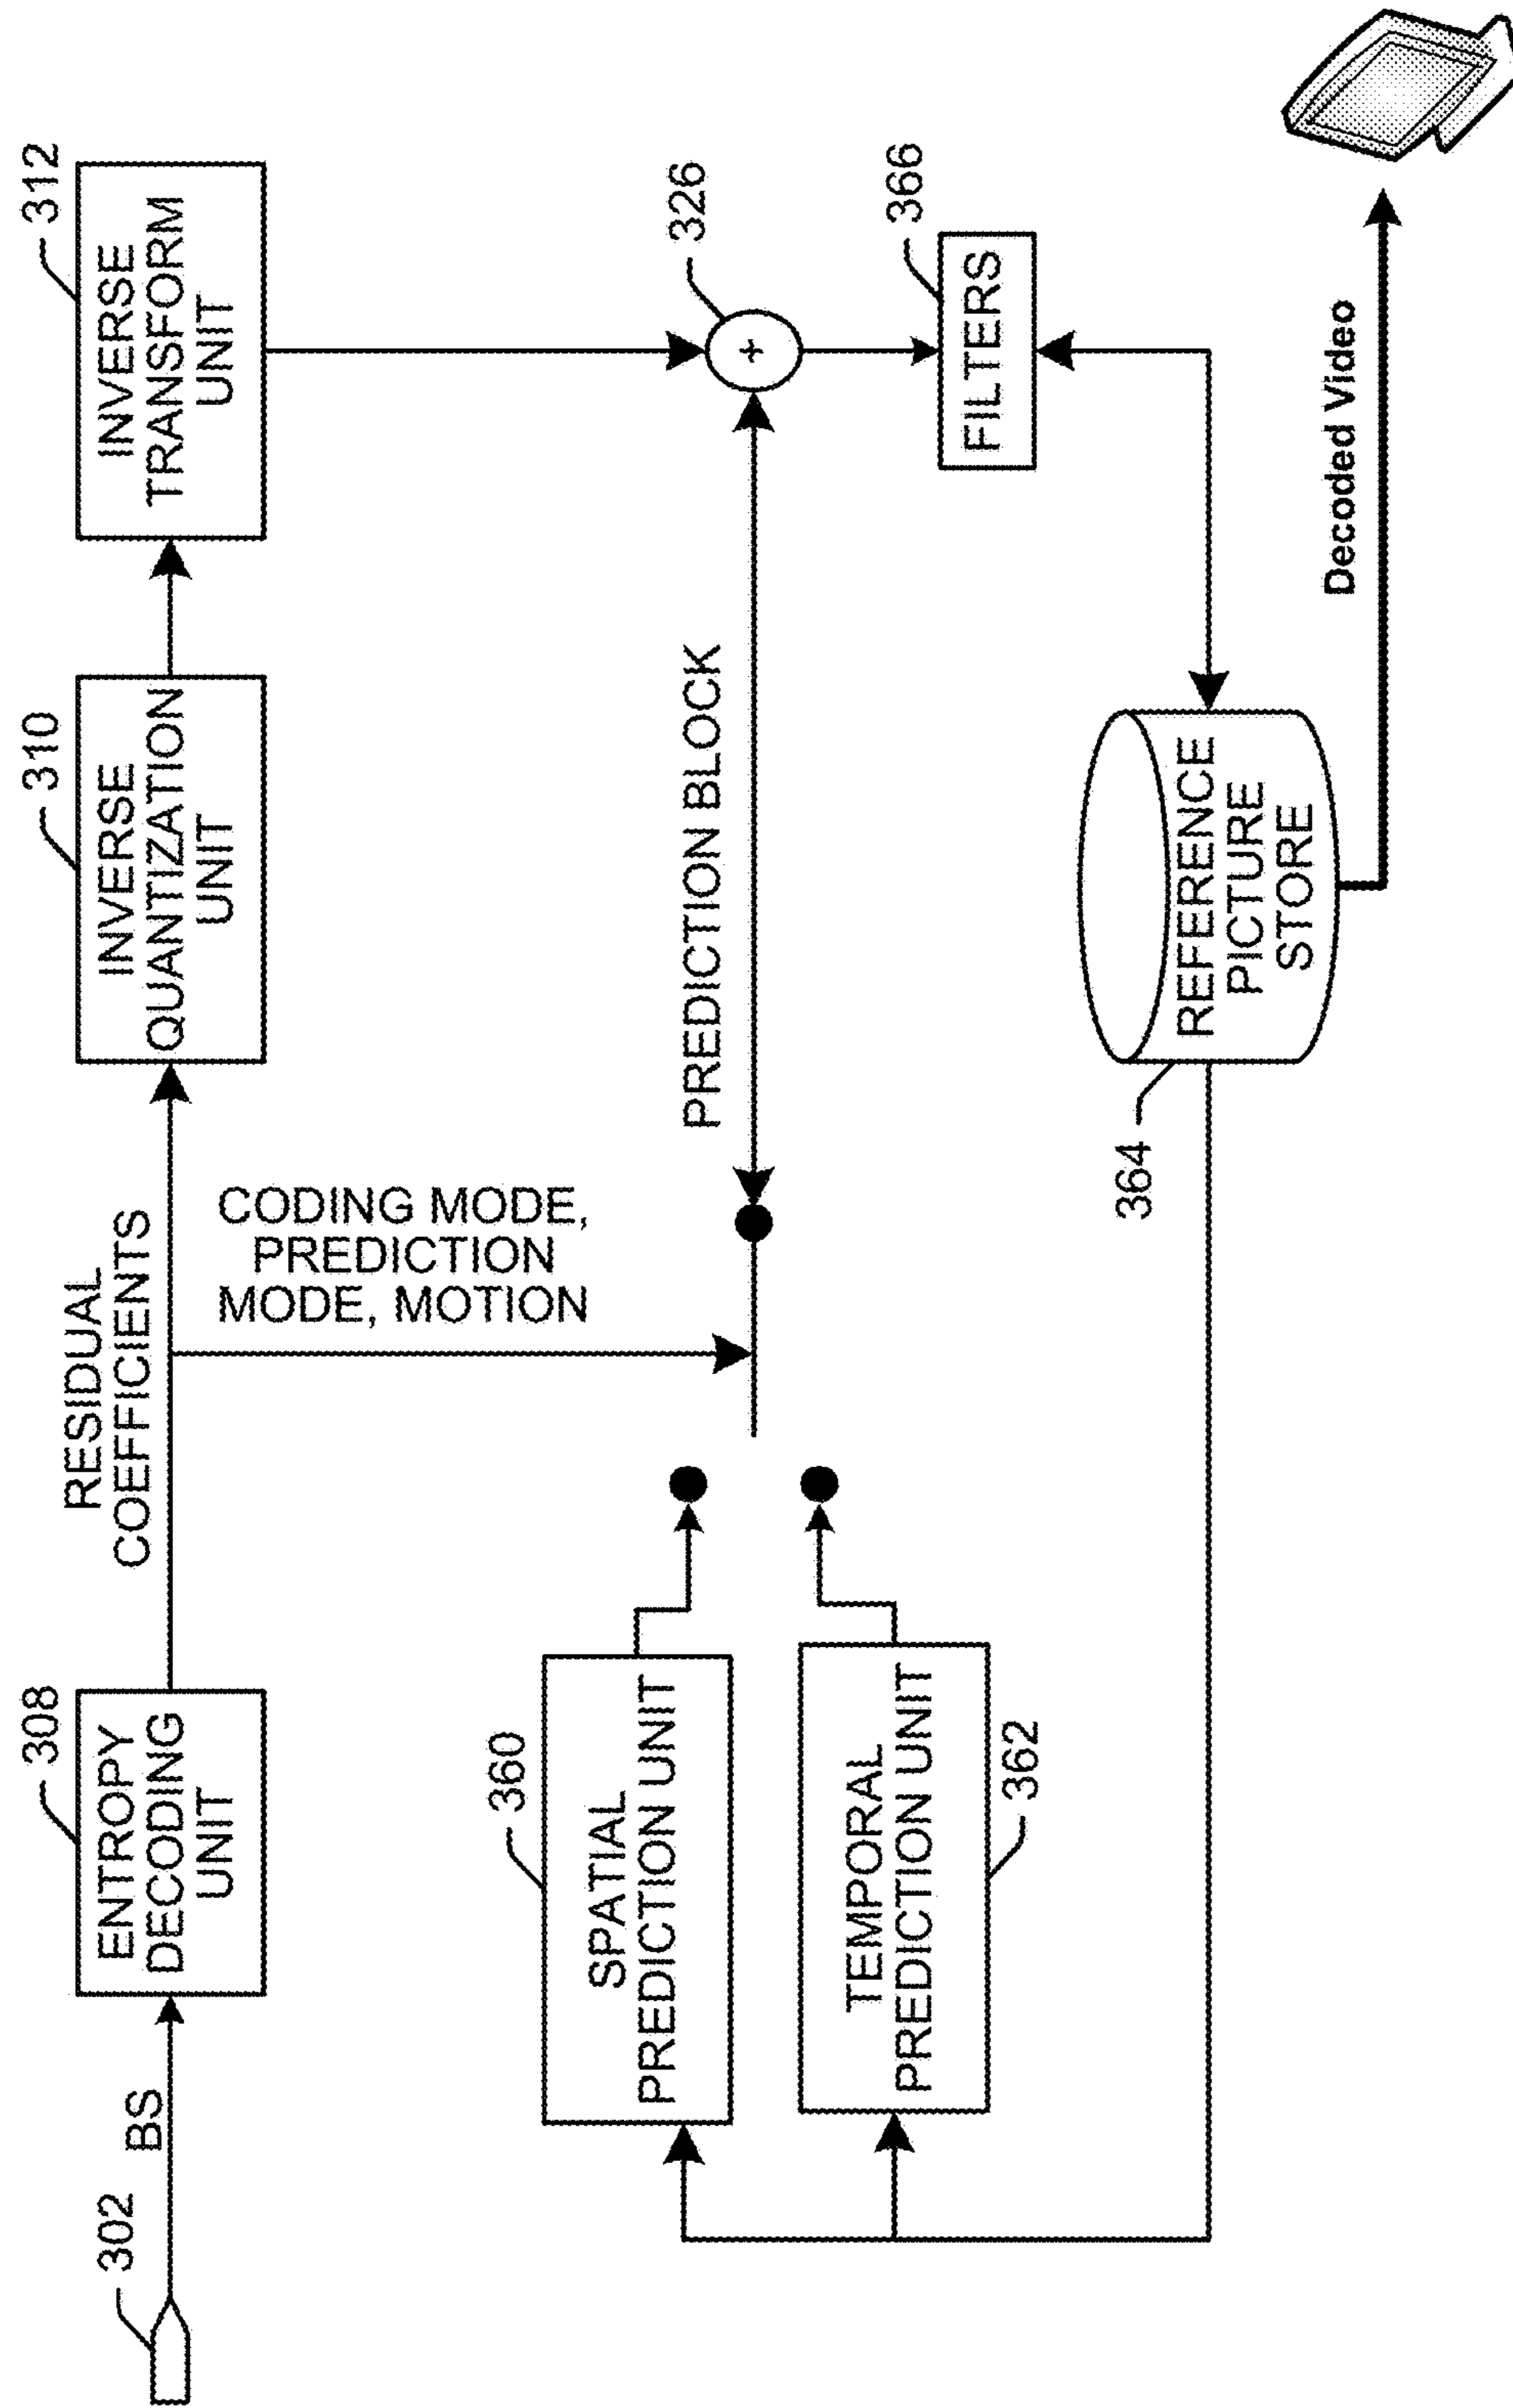 302
BS
308
ENTROPY
DECODING
UNIT
RESIDUAL
COEFFICIENTS
310
INVERSE
QUANTIZATION
UNIT
312
INVERSE
TRANSFORM
UNIT
CODING MODE,
PREDICTION
MODE, MOTION
360
SPATIAL
PREDICTION UNIT
TEMPORAL
PREDICTION UNIT
362
PREDICTION BLOCK
326
+
366
FILTERS
364
REFERENCE
PICTURE
STORE
Decoded Video